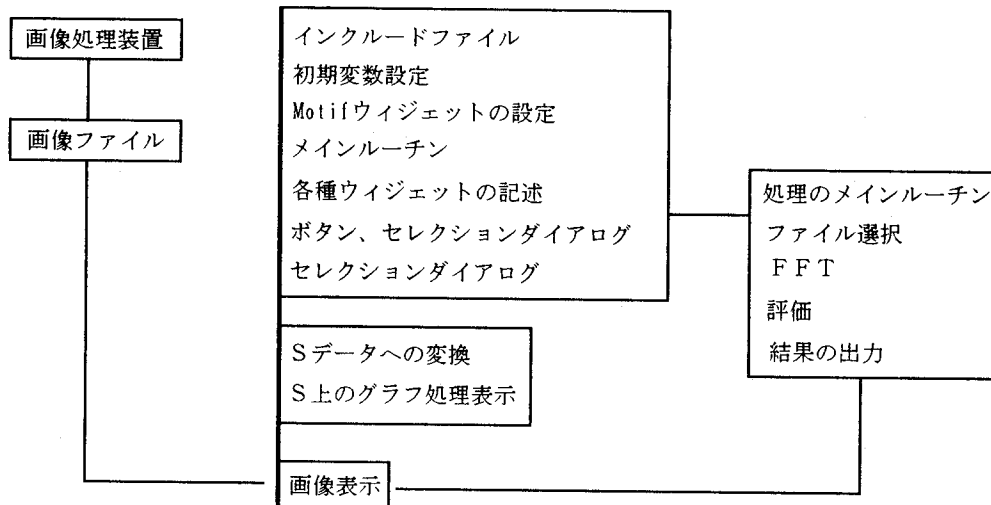 画像処理装置
画像ファイル
インクルードファイル
初期変数設定
Motifウィジェットの設定
メインルーチン
各種ウィジェットの記述
ボタン、セレクションダイアログ
セレクションダイアログ
Sデータへの変換
S上のグラフ処理表示
画像表示
処理のメインルーチン
ファイル選択
FFT
評価
結果の出力